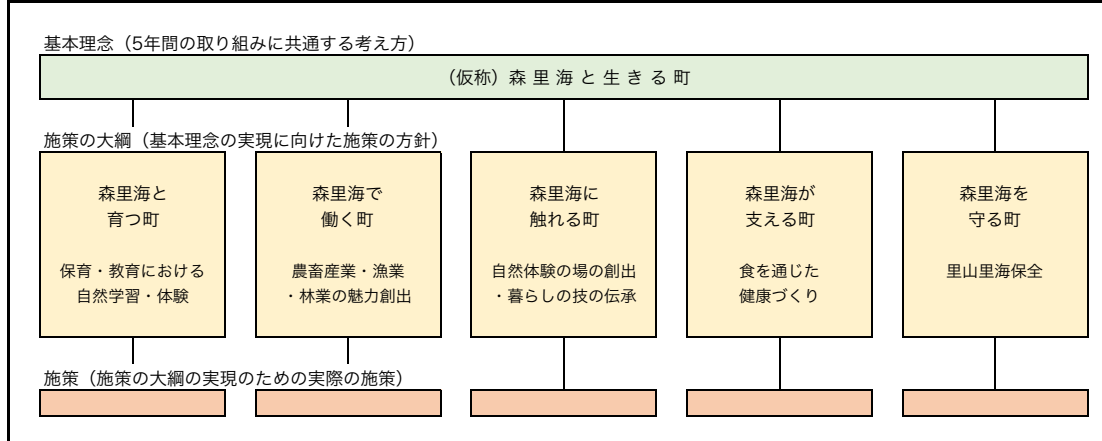 基本理念（5年間の取り組みに共通する考え方）
（仮称）森 里 海 と 生 き る 町
施策の大綱（基本理念の実現に向けた施策の方針）
森里海と
育つ町
保育・教育における
自然学習・体験
森里海で
働く町
農畜産業・漁業
・林業の魅力創出
森里海に
触れる町
自然体験の場の創出
・暮らしの技の伝承
森里海が
支える町
食を通じた
健康づくり
森里海を
守る町
里山里海保全
施策（施策の大綱の実現のための実際の施策）